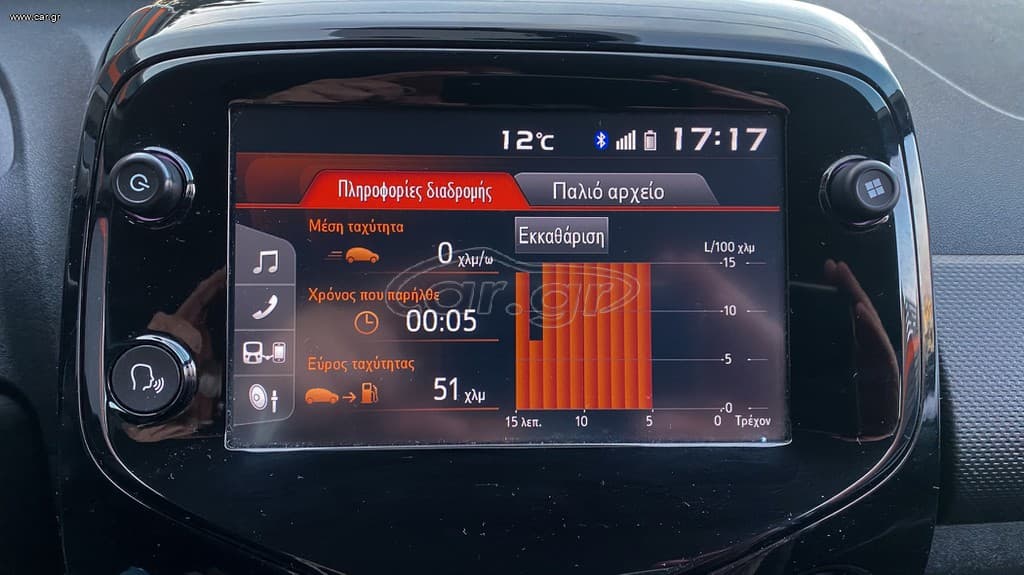 www.car.gr
12°C 17:17
Πληροφορίες διαδρομής Παλιό αρχείο
Μέση ταχύτητα
0 χλμ/ω
Εκκαθάριση
L/100 χλμ
15
10
5
0
Χρόνος που παρήλθε
00:05
Εύρος ταχύτητας
51 χλμ
15 λεπ. 10 5 0 Τρέχον
car.gr